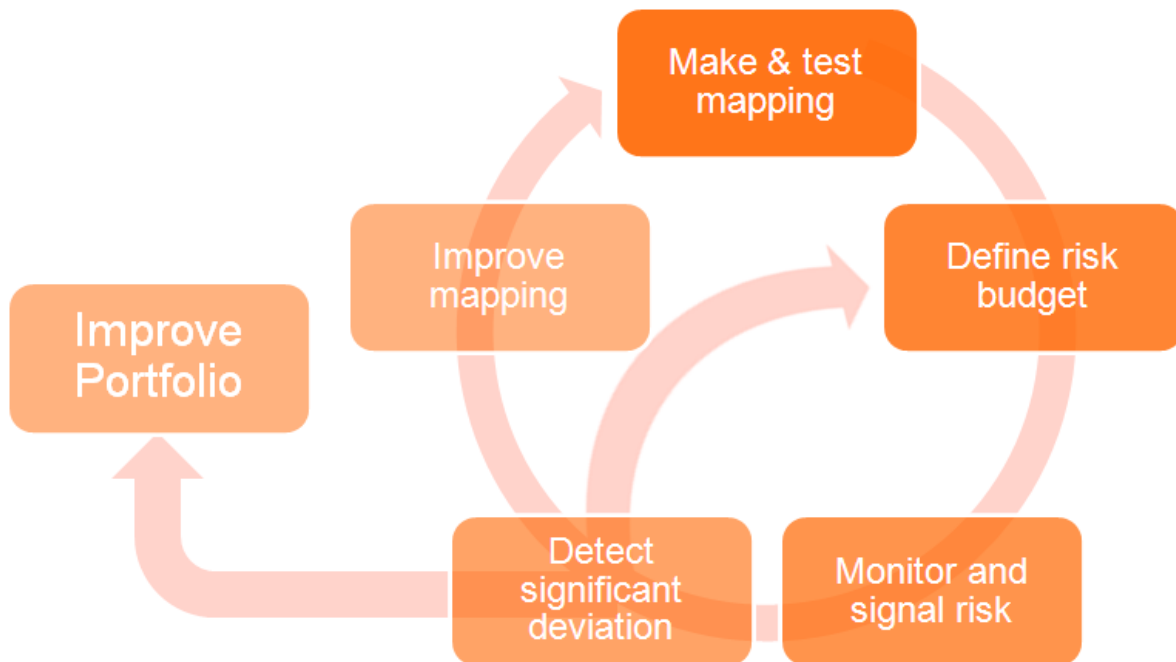 Make & test
mapping
Define risk
budget
Monitor and
signal risk
Detect
significant
deviation
Improve
mapping
Improve
Portfolio